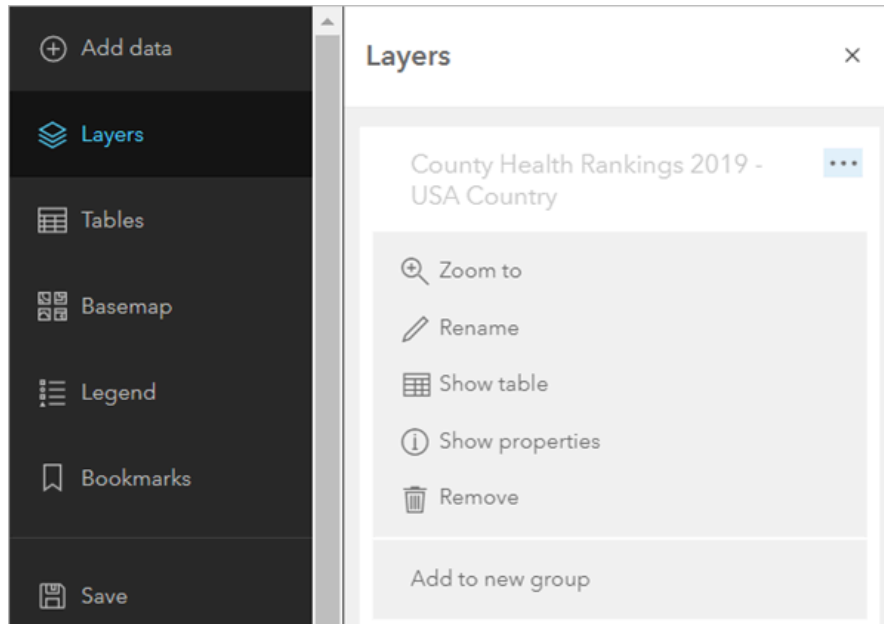 Add data
Layers
Tables
Basemap
Legend
Bookmarks
Save
Layers
County Health Rankings 2019 -
USA Country
Zoom to
Rename
Show table
Show properties
Remove
Add to new group